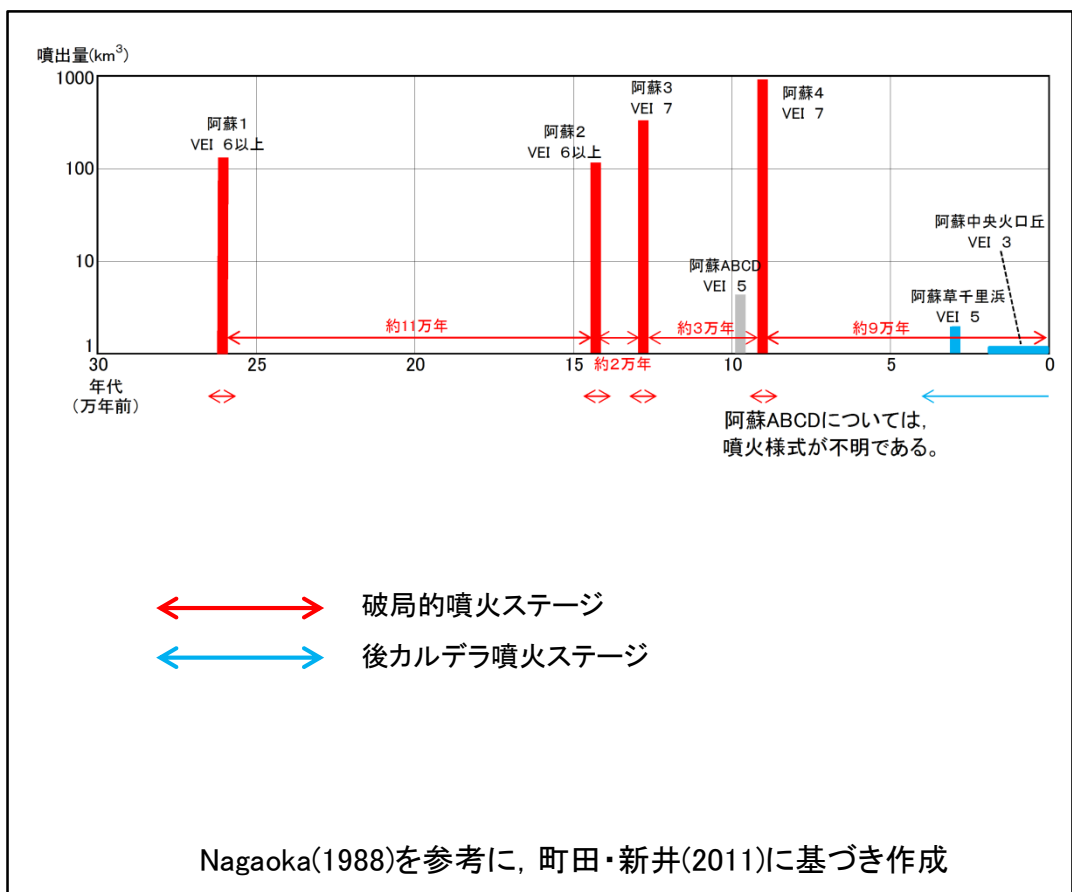 噴出量(km³)
1000
100
10
1
阿蘇1
VEI 6以上
阿蘇2
VEI 6以上
阿蘇3
VEI 7
阿蘇4
VEI 7
阿蘇ABCD
VEI 5
阿蘇中央火口丘
VEI 3
阿蘇草千里浜
VEI 5
約11万年
約2万年
約3万年
約9万年
30
25
20
15
10
5
0
年代
(万年前)
阿蘇ABCDについては,
噴火様式が不明である。
破局的噴火ステージ
後カルデラ噴火ステージ
Nagaoka(1988)を参考に, 町田・新井(2011)に基づき作成